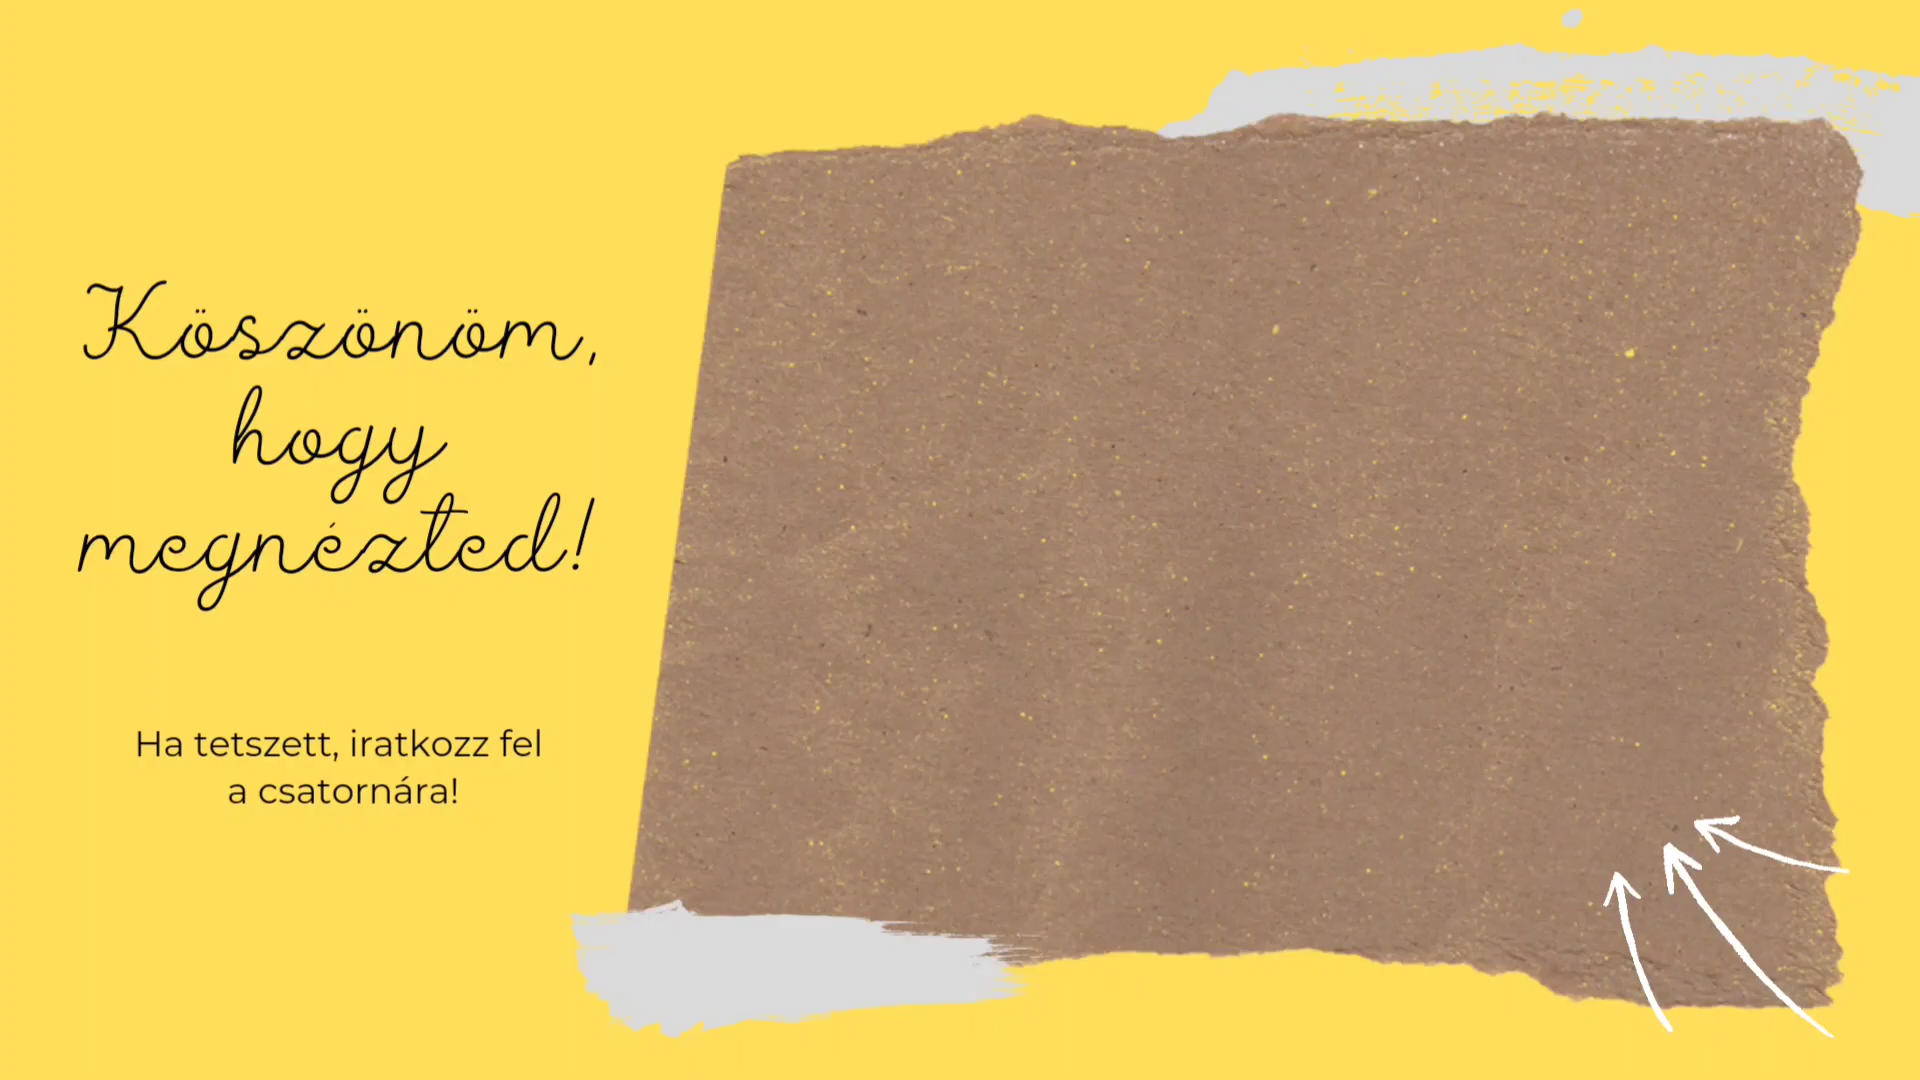 Köszönöm,
hogy
megnézted!
Ha tetszett, iratkozz fel
a csatornára!